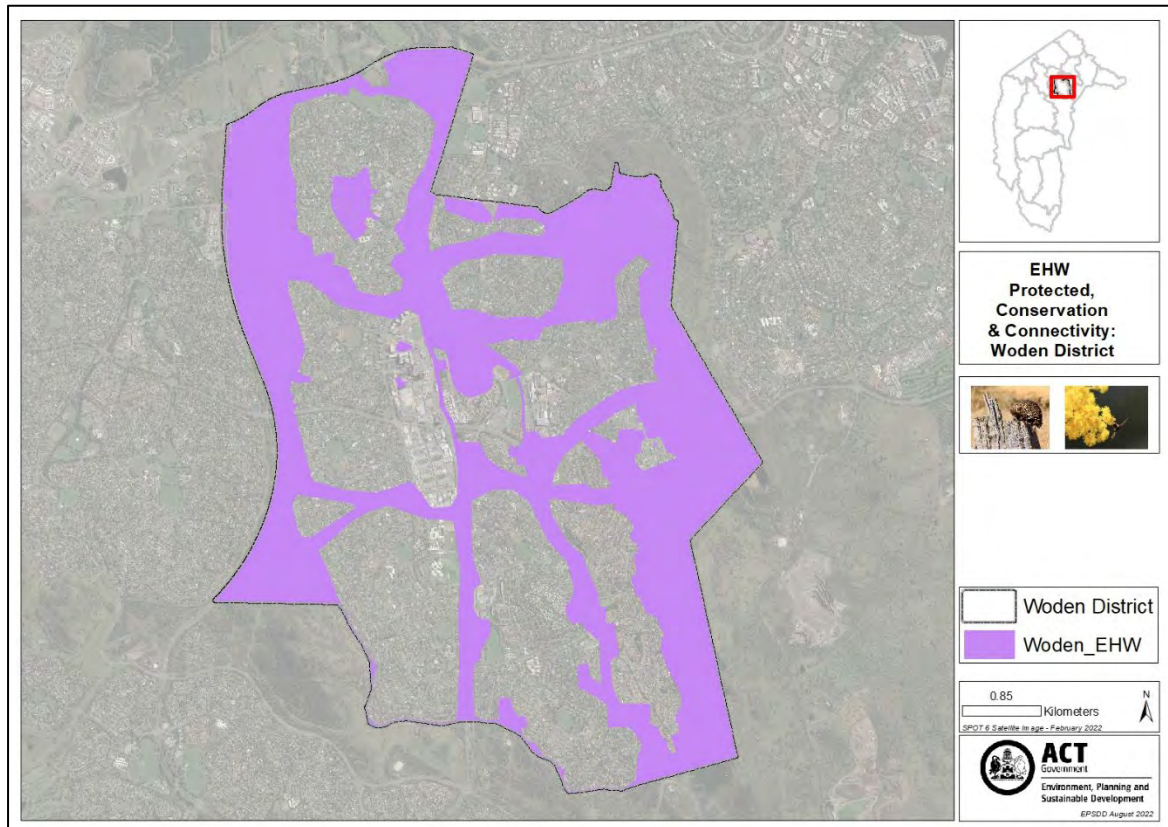 EHW
Protected,
Conservation
& Connectivity:
Woden District
Woden District
Woden_EHW
0.85
Kilometers
N
SPOT 6 Satellite Image - February 2022
ACT
Government
Environment, Planning and
Sustainable Development
EPSDD August 2022